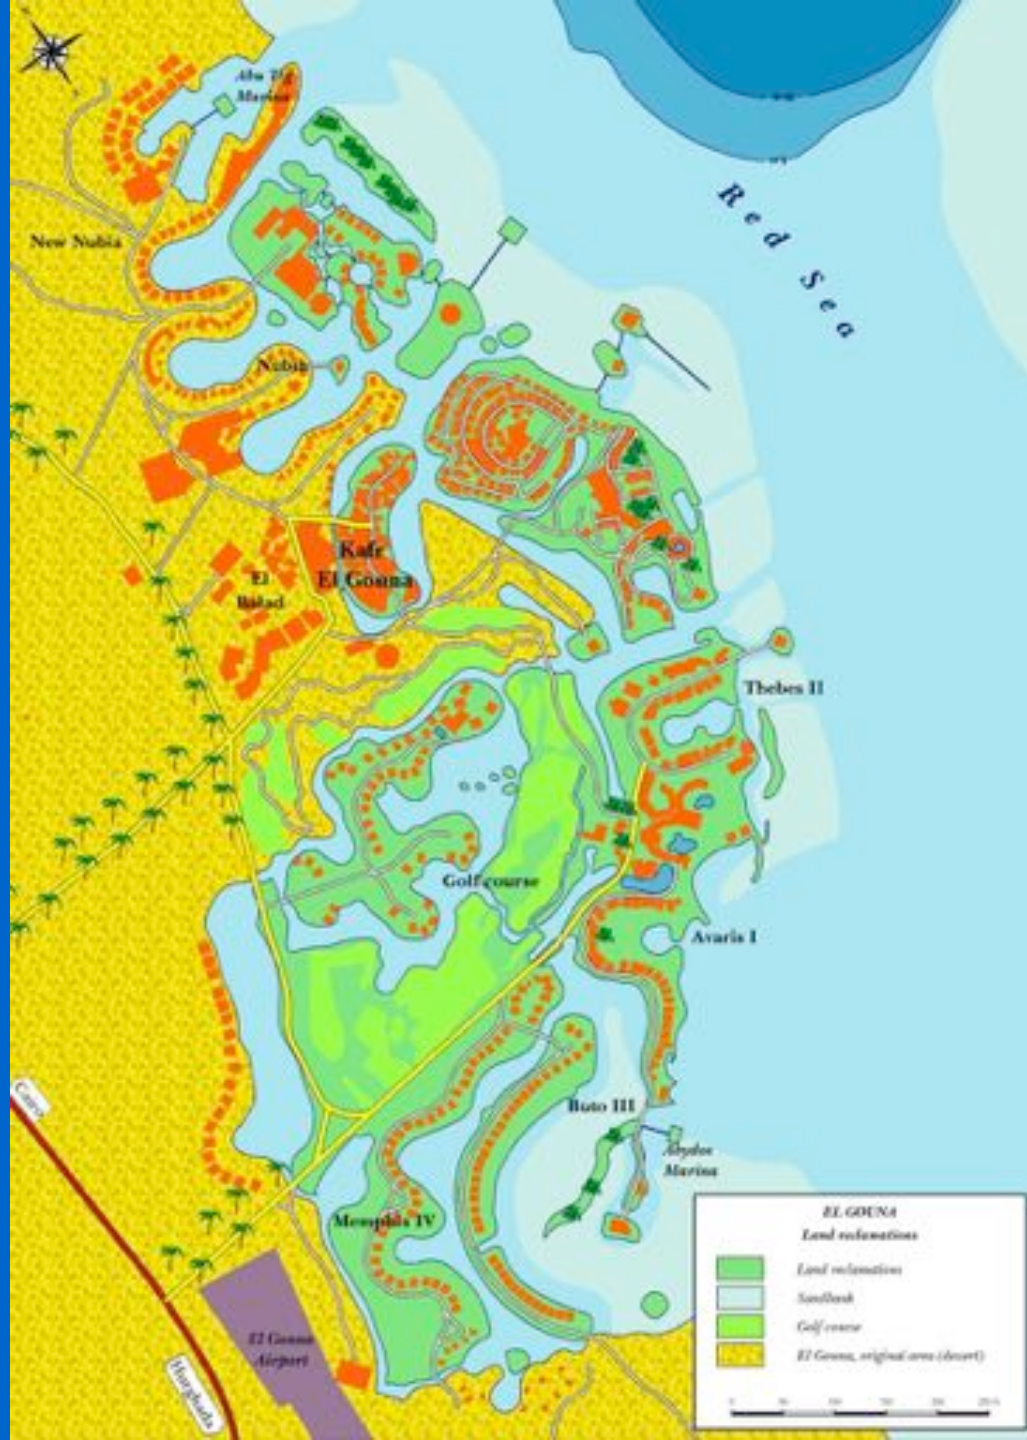 Abu Tig
Marina
New Nubia
Red Sea
Nubia
Kafr
El Gouna
El
Balad
Thebes II
Golf course
Avaris I
Cairo
Buto III
Abydos
Marina
Memphis IV
El Gouna
Airport
Hurghada
EL GOUNA
Land reclamations
Land reclamations
Sandbank
Golf course
El Gouna, original area (desert)